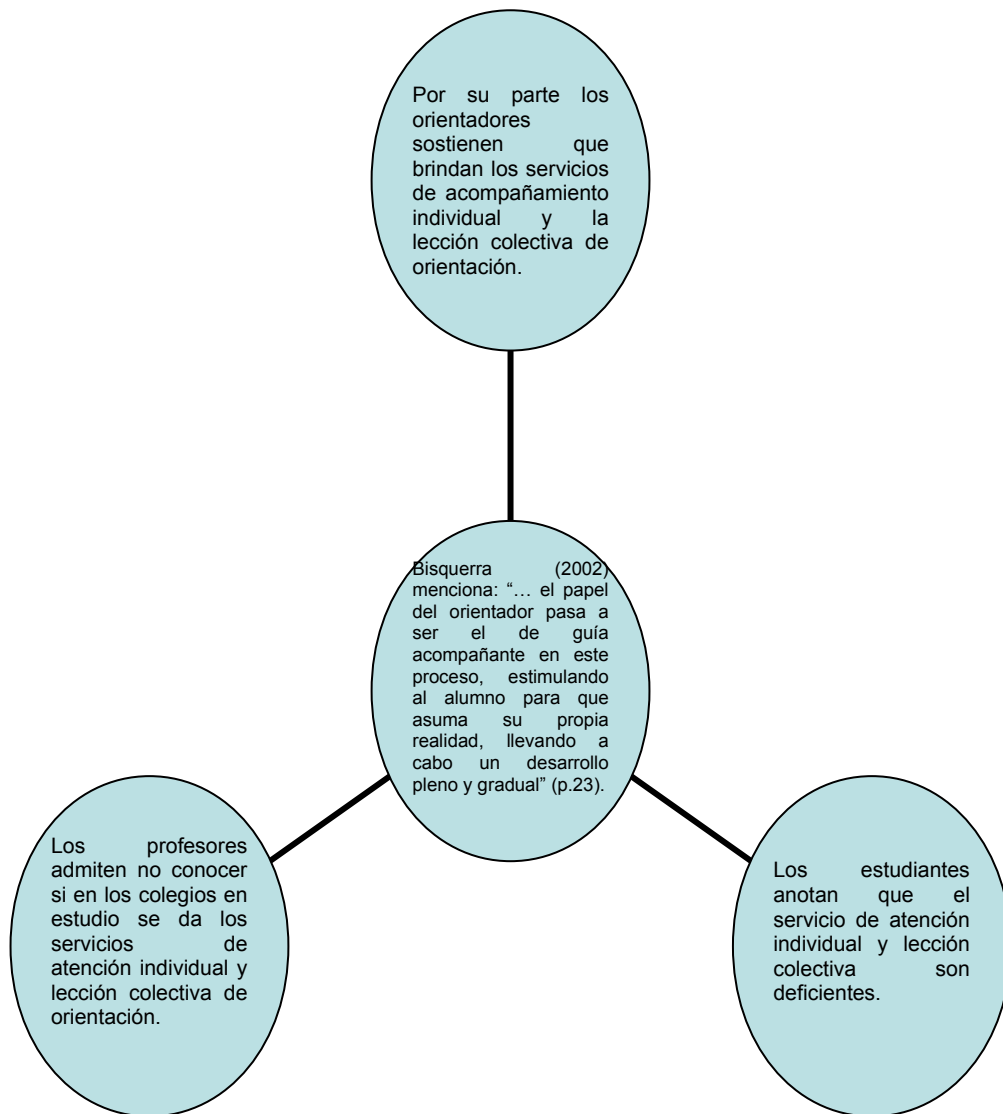 Por su parte los
orientadores
sostienen que
brindan los servicios
de acompañamiento
individual y la
lección colectiva de
orientación.
Bisquerra (2002)
menciona: “… el papel
del orientador pasa a
ser el de guía
acompañante en este
proceso, estimulando
al alumno para que
asuma su propia
realidad, llevando a
cabo un desarrollo
pleno y gradual” (p.23).
Los profesores
admiten no conocer
si en los colegios en
estudio se da los
servicios de
atención individual y
lección colectiva de
orientación.
Los estudiantes
anotan que el
servicio de atención
individual y lección
colectiva son
deficientes.